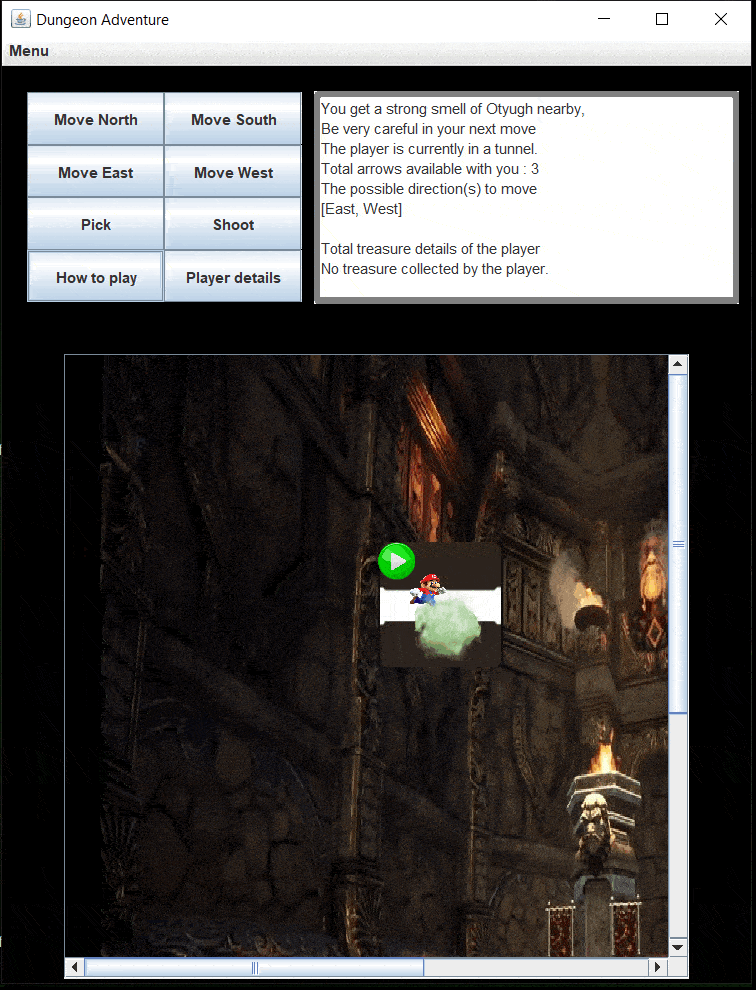 Dungeon Adventure
Menu
Move North
Move South
Move East
Move West
Pick
Shoot
How to play
Player details
You get a strong smell of Otyugh nearby,
Be very careful in your next move
The player is currently in a tunnel.
Total arrows available with you : 3
The possible direction(s) to move
[East, West]
Total treasure details of the player
No treasure collected by the player.